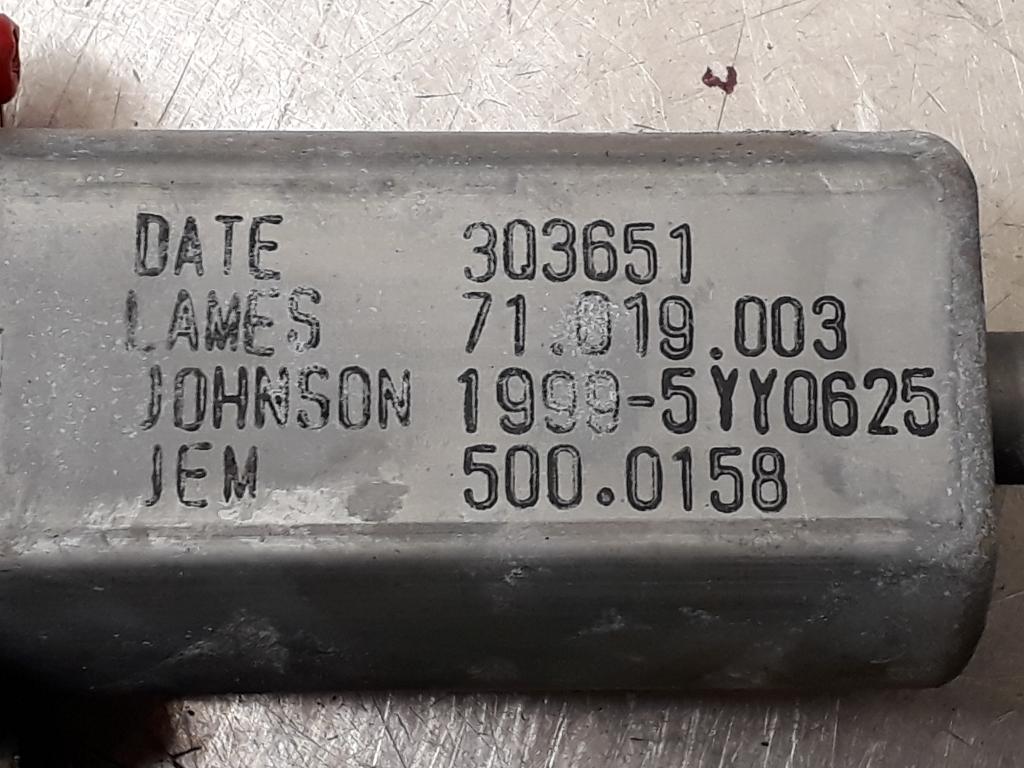 DATE 303651
LAMES 71.019.003
JOHNSON 1999-5YY0625
JEM 500.0158